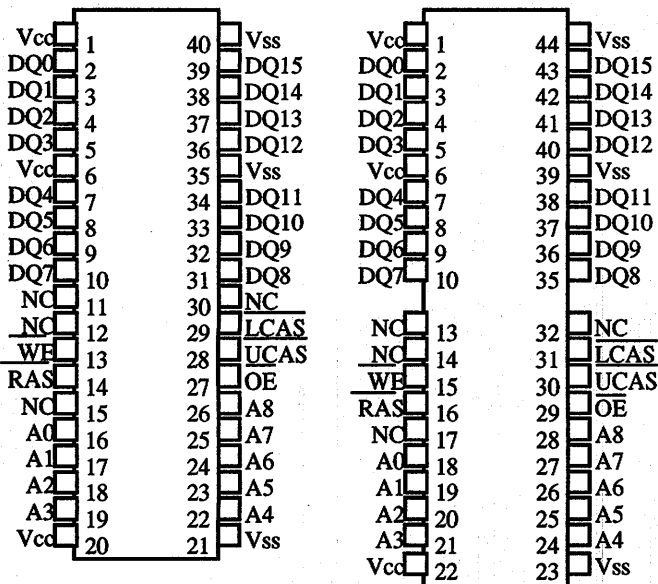 Vcc 1 40 Vss
DQ0 2 39 DQ15
DQ1 3 38 DQ14
DQ2 4 37 DQ13
DQ3 5 36 DQ12
Vcc 6 35 Vss
DQ4 7 34 DQ11
DQ5 8 33 DQ10
DQ6 9 32 DQ9
DQ7 10 31 DQ8
NC 11 30 NC
NC 12 29 LCAS
WE 13 28 UCAS
RAS 14 27 OE
NC 15 26 A8
A0 16 25 A7
A1 17 24 A6
A2 18 23 A5
A3 19 22 A4
Vcc 20 21 Vss
Vcc 1 44 Vss
DQ0 2 43 DQ15
DQ1 3 42 DQ14
DQ2 4 41 DQ13
DQ3 5 40 DQ12
Vcc 6 39 Vss
DQ4 7 38 DQ11
DQ5 8 37 DQ10
DQ6 9 36 DQ9
DQ7 10 35 DQ8
NC 13 32 NC
NC 14 31 LCAS
WE 15 30 UCAS
RAS 16 29 OE
NC 17 28 A8
A0 18 27 A7
A1 19 26 A6
A2 20 25 A5
A3 21 24 A4
Vcc 22 23 Vss